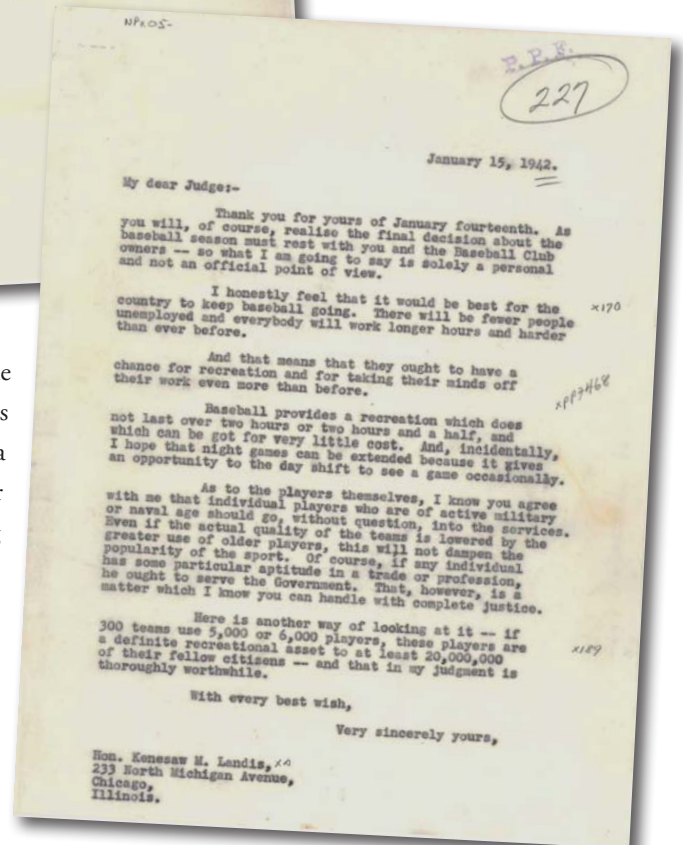 NPx05-
P.P.F.
227
January 15, 1942.
My dear Judge:-
Thank you for yours of January fourteenth. As
you will, of course, realise the final decision about the
baseball season must rest with you and the Baseball Club
owners -- so what I am going to say is solely a personal
and not an official point of view.
I honestly feel that it would be best for the
country to keep baseball going. There will be fewer people
unemployed and everybody will work longer hours and harder
than ever before.
x170
And that means that they ought to have a
chance for recreation and for taking their minds off
their work even more than before.
Baseball provides a recreation which does
not last over two hours or two hours and a half, and
which can be got for very little cost. And, incidentally,
I hope that night games can be extended because it gives
an opportunity to the day shift to see a game occasionally.
As to the players themselves, I know you agree
with me that individual players who are of active military
or naval age should go, without question, into the services.
Even if the actual quality of the teams is lowered by the
greater use of older players, this will not dampen the
popularity of the sport. Of course, if any individual
has some particular aptitude in a trade or profession,
he ought to serve the Government. That, however, is a
matter which I know you can handle with complete justice.
Here is another way of looking at it -- if
300 teams use 5,000 or 6,000 players, these players are
a definite recreational asset to at least 20,000,000
of their fellow citizens -- and that in my judgment is
thoroughly worthwhile.
x189
With every best wish,
Very sincerely yours,
Hon. Kenesaw M. Landis,
233 North Michigan Avenue,
Chicago,
Illinois.